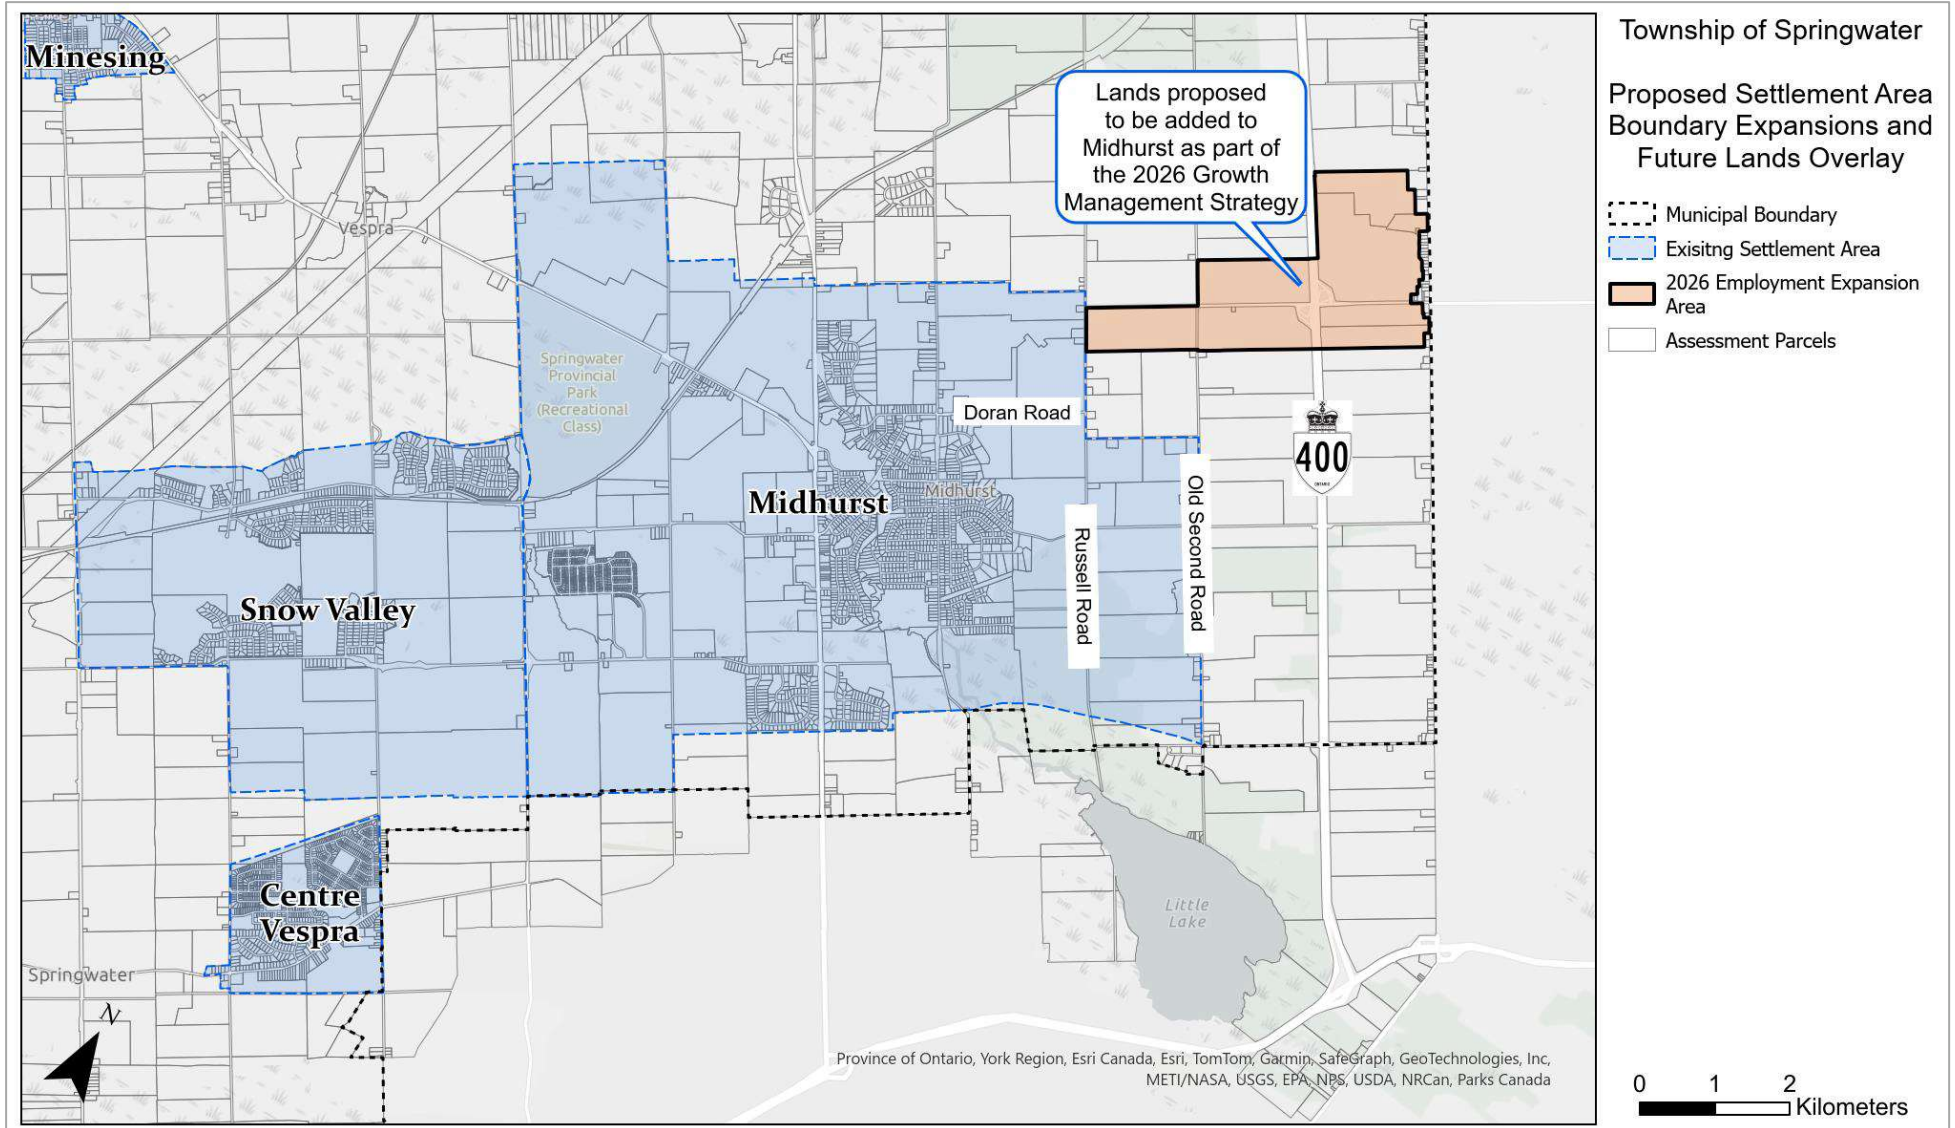 Township of Springwater
Proposed Settlement Area
Boundary Expansions and
Future Lands Overlay
Municipal Boundary
Exisitng Settlement Area
2026 Employment Expansion
Area
Assessment Parcels
Minesing
Lands proposed
to be added to
Midhurst as part of
the 2026 Growth
Management Strategy
Vespra
Springwater
Provincial
Park
(Recreational
Class)
Doran Road
400
ONTARIO
Midhurst
Midhurst
Old Second Road
Russell Road
Snow Valley
Centre
Vespra
Little
Lake
Springwater
N
Province of Ontario, York Region, Esri Canada, Esri, TomTom, Garmin, SafeGraph, GeoTechnologies, Inc,
METI/NASA, USGS, EPA, NPS, USDA, NRCan, Parks Canada
0 1 2
Kilometers